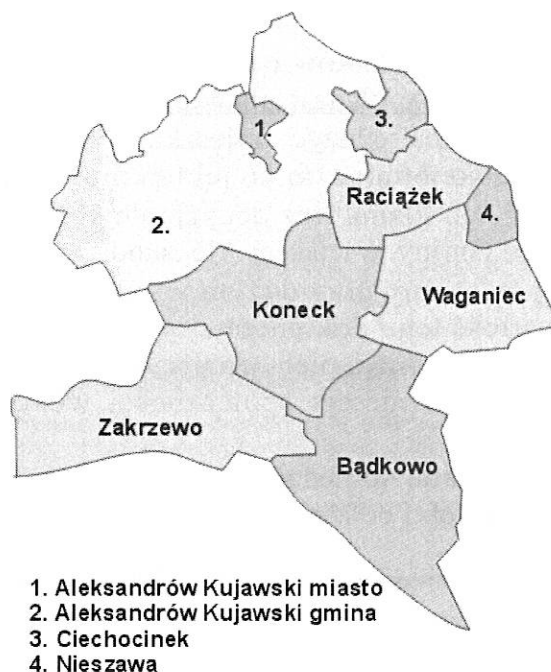 1.
3.
Raciążek
4.
2.
Koneck
Waganiec
Zakrzewo
Bądkowo
1. Aleksandrów Kujawski miasto
2. Aleksandrów Kujawski gmina
3. Ciechocinek
4. Nieszawa